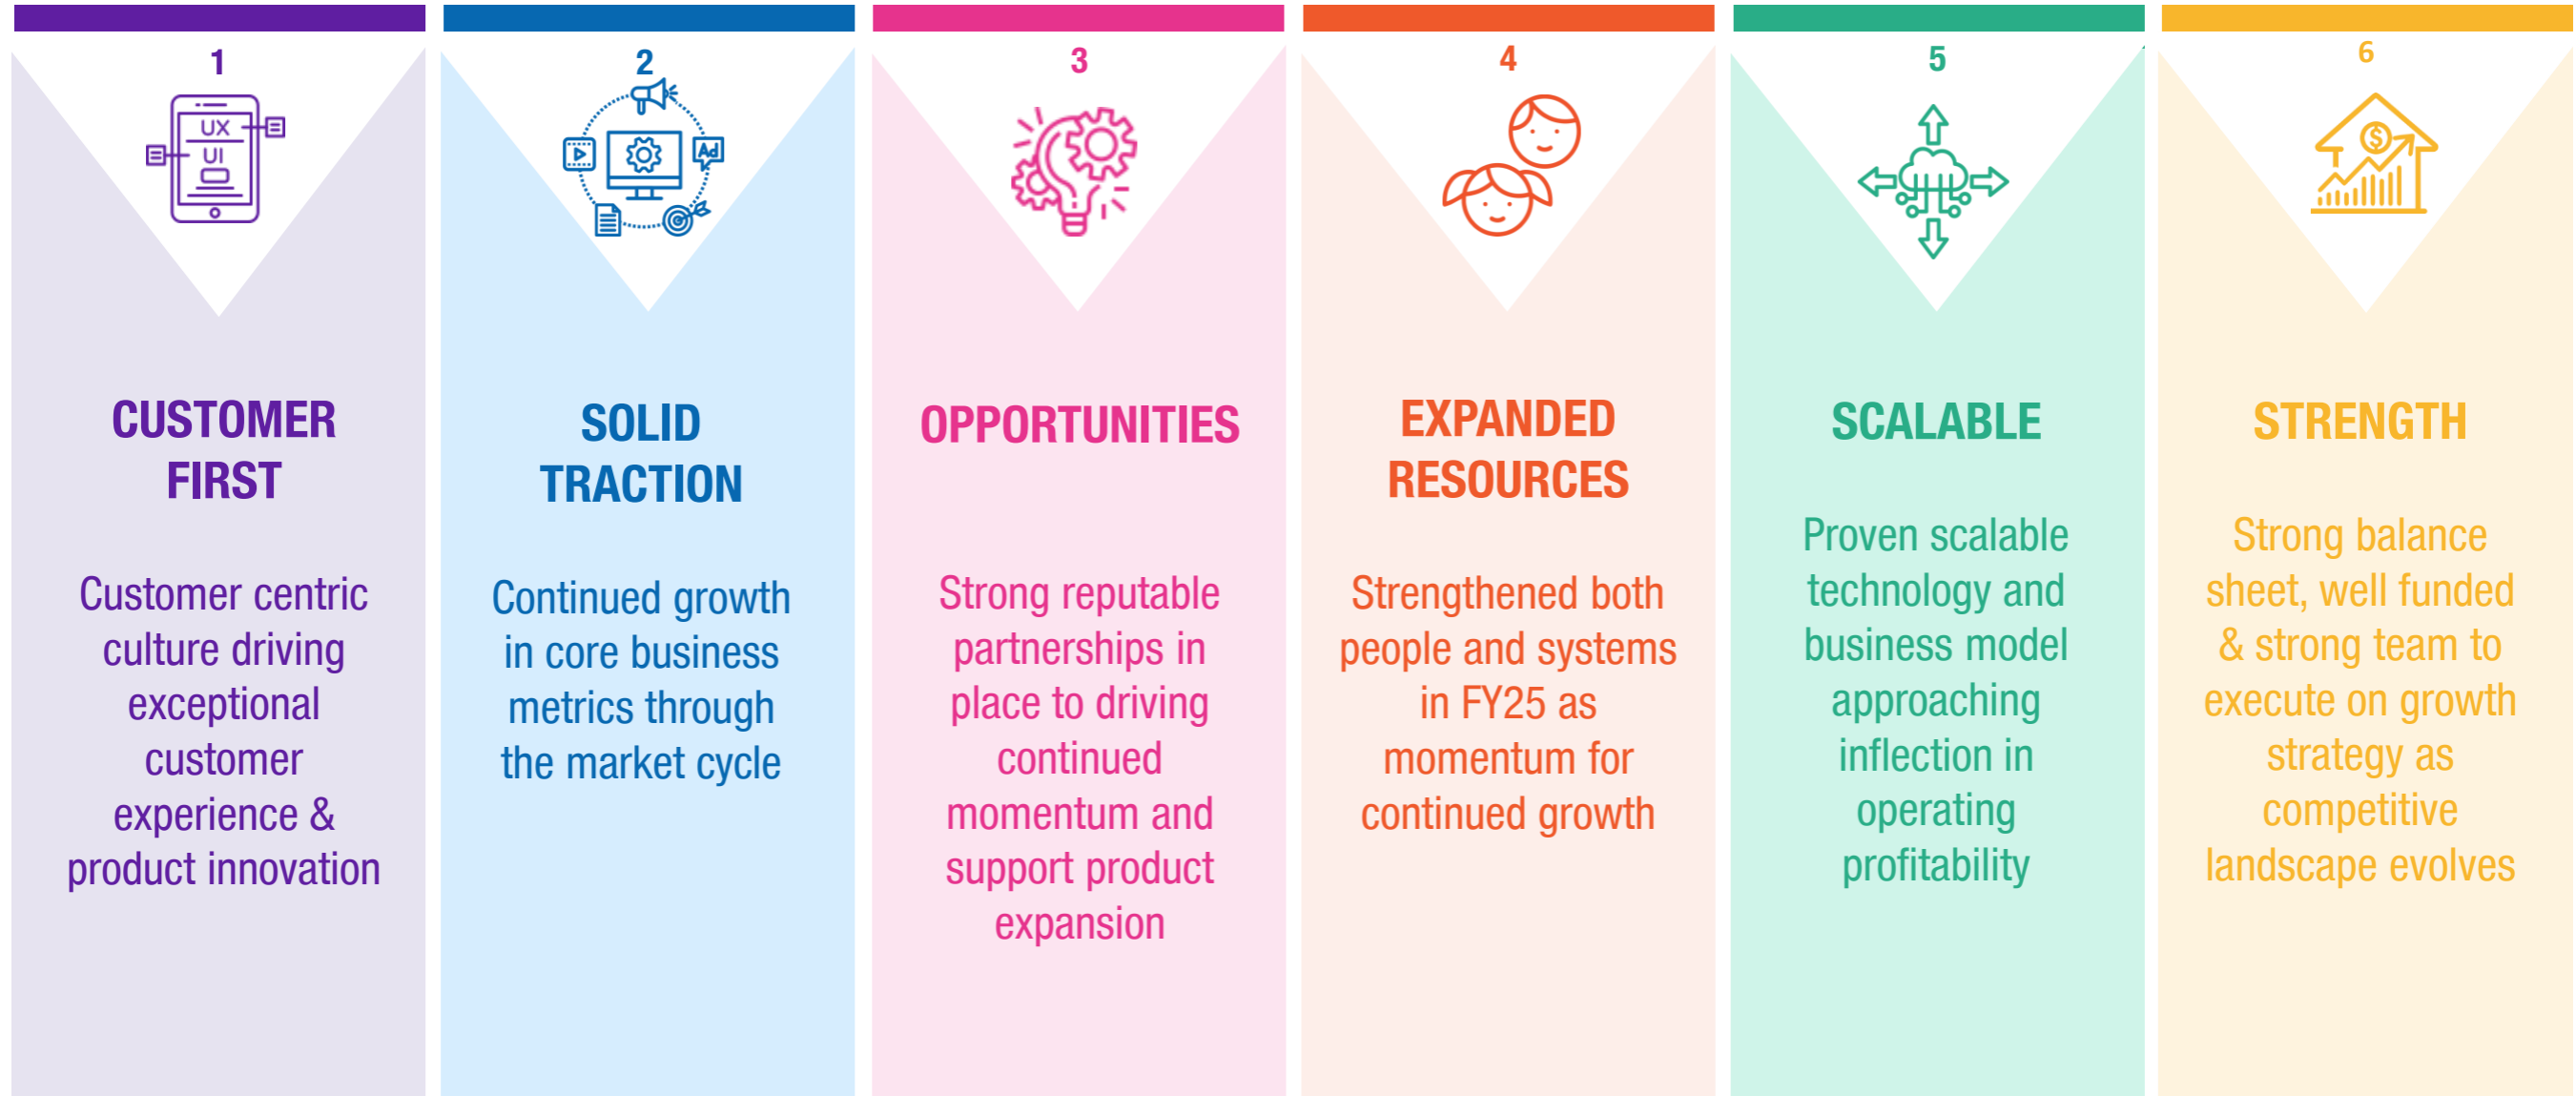 1
UX
UI
CUSTOMER
FIRST
Customer centric
culture driving
exceptional
customer
experience &
product innovation
2
Ad
SOLID
TRACTION
Continued growth
in core business
metrics through
the market cycle
3
OPPORTUNITIES
Strong reputable
partnerships in
place to driving
continued
momentum and
support product
expansion
4
EXPANDED
RESOURCES
Strengthened both
people and systems
in FY25 as
momentum for
continued growth
5
SCALABLE
Proven scalable
technology and
business model
approaching
inflection in
operating
profitability
6
$
STRENGTH
Strong balance
sheet, well funded
& strong team to
execute on growth
strategy as
competitive
landscape evolves